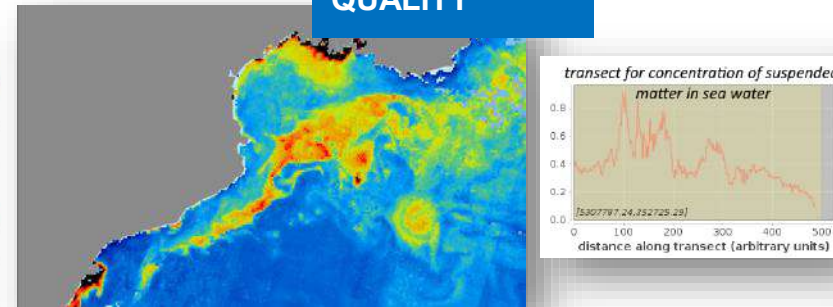 QUALITY
transect for concentration of suspended
matter in sea water
0.8
0.6
0.4
0.2
0.0
[5307797.24,352725.29]
0 100 200 300 400 500
distance along transect (arbitrary units)